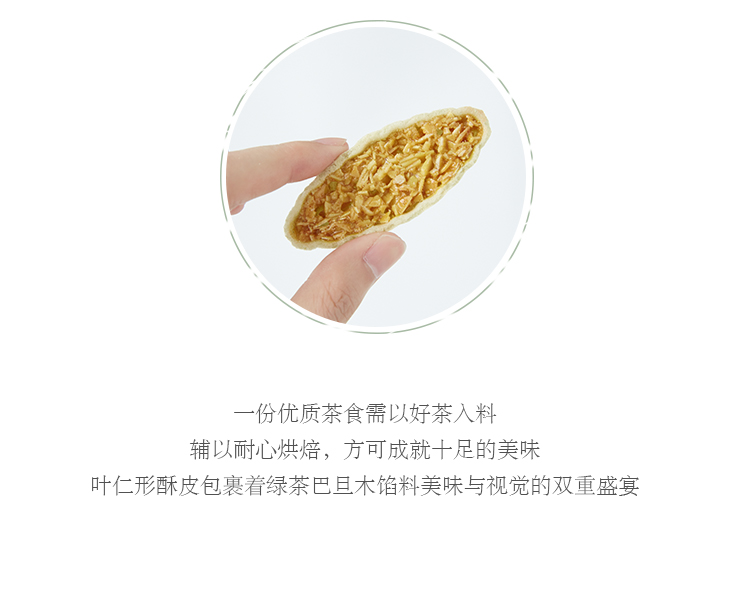 一份优质茶食需以好茶入料
辅以耐心烘焙，方可成就十足的美味
叶仁形酥皮包裹着绿茶巴旦木馅料美味与视觉的双重盛宴